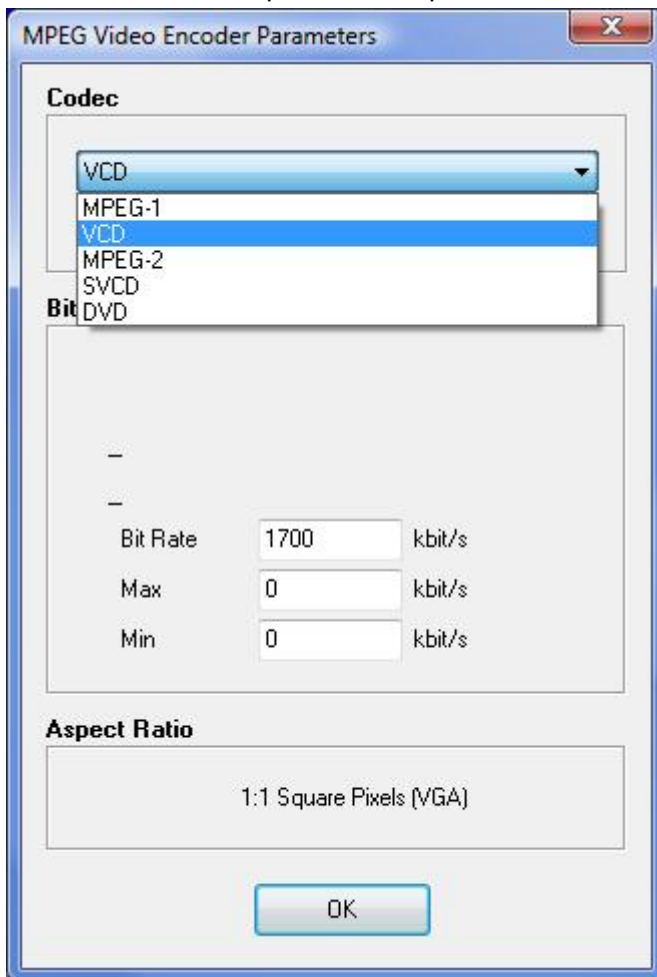 MPEG Video Encoder Parameters
Codec
VCD
MPEG-1
VCD
MPEG-2
SVCD
Bit
DVD
–
–
Bit Rate 1700 kbit/s
Max 0 kbit/s
Min 0 kbit/s
Aspect Ratio
1:1 Square Pixels (VGA)
OK